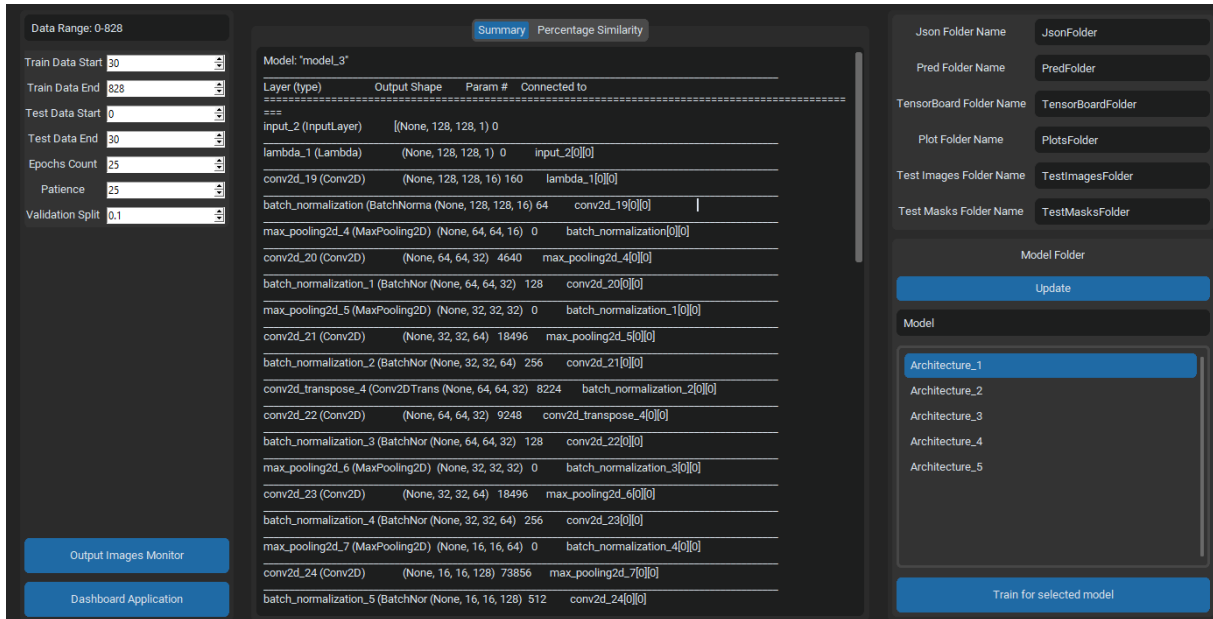 Data Range: 0-828
Train Data Start 30
Train Data End 828
Test Data Start 0
Test Data End 30
Epochs Count 25
Patience 25
Validation Split 0.1
Output Images Monitor
Dashboard Application
Summary Percentage Similarity
Model: "model_3"
Layer (type) Output Shape Param # Connected to
===
input_2 (InputLayer) [(None, 128, 128, 1) 0
lambda_1 (Lambda) (None, 128, 128, 1) 0 input_2[0][0]
conv2d_19 (Conv2D) (None, 128, 128, 16) 160 lambda_1[0][0]
batch_normalization (BatchNorma (None, 128, 128, 16) 64 conv2d_19[0][0]
max_pooling2d_4 (MaxPooling2D) (None, 64, 64, 16) 0 batch_normalization[0][0]
conv2d_20 (Conv2D) (None, 64, 64, 32) 4640 max_pooling2d_4[0][0]
batch_normalization_1 (BatchNor (None, 64, 64, 32) 128 conv2d_20[0][0]
max_pooling2d_5 (MaxPooling2D) (None, 32, 32, 32) 0 batch_normalization_1[0][0]
conv2d_21 (Conv2D) (None, 32, 32, 64) 18496 max_pooling2d_5[0][0]
batch_normalization_2 (BatchNor (None, 32, 32, 64) 256 conv2d_21[0][0]
conv2d_transpose_4 (Conv2DTrans (None, 64, 64, 32) 8224 batch_normalization_2[0][0]
conv2d_22 (Conv2D) (None, 64, 64, 32) 9248 conv2d_transpose_4[0][0]
batch_normalization_3 (BatchNor (None, 64, 64, 32) 128 conv2d_22[0][0]
max_pooling2d_6 (MaxPooling2D) (None, 32, 32, 32) 0 batch_normalization_3[0][0]
conv2d_23 (Conv2D) (None, 32, 32, 64) 18496 max_pooling2d_6[0][0]
batch_normalization_4 (BatchNor (None, 32, 32, 64) 256 conv2d_23[0][0]
max_pooling2d_7 (MaxPooling2D) (None, 16, 16, 64) 0 batch_normalization_4[0][0]
conv2d_24 (Conv2D) (None, 16, 16, 128) 73856 max_pooling2d_7[0][0]
batch_normalization_5 (BatchNor (None, 16, 16, 128) 512 conv2d_24[0][0]
Json Folder Name JsonFolder
Pred Folder Name PredFolder
TensorBoard Folder Name TensorBoardFolder
Plot Folder Name PlotsFolder
Test Images Folder Name TestImagesFolder
Test Masks Folder Name TestMasksFolder
Model Folder
Update
Model
Architecture_1
Architecture_2
Architecture_3
Architecture_4
Architecture_5
Train for selected model